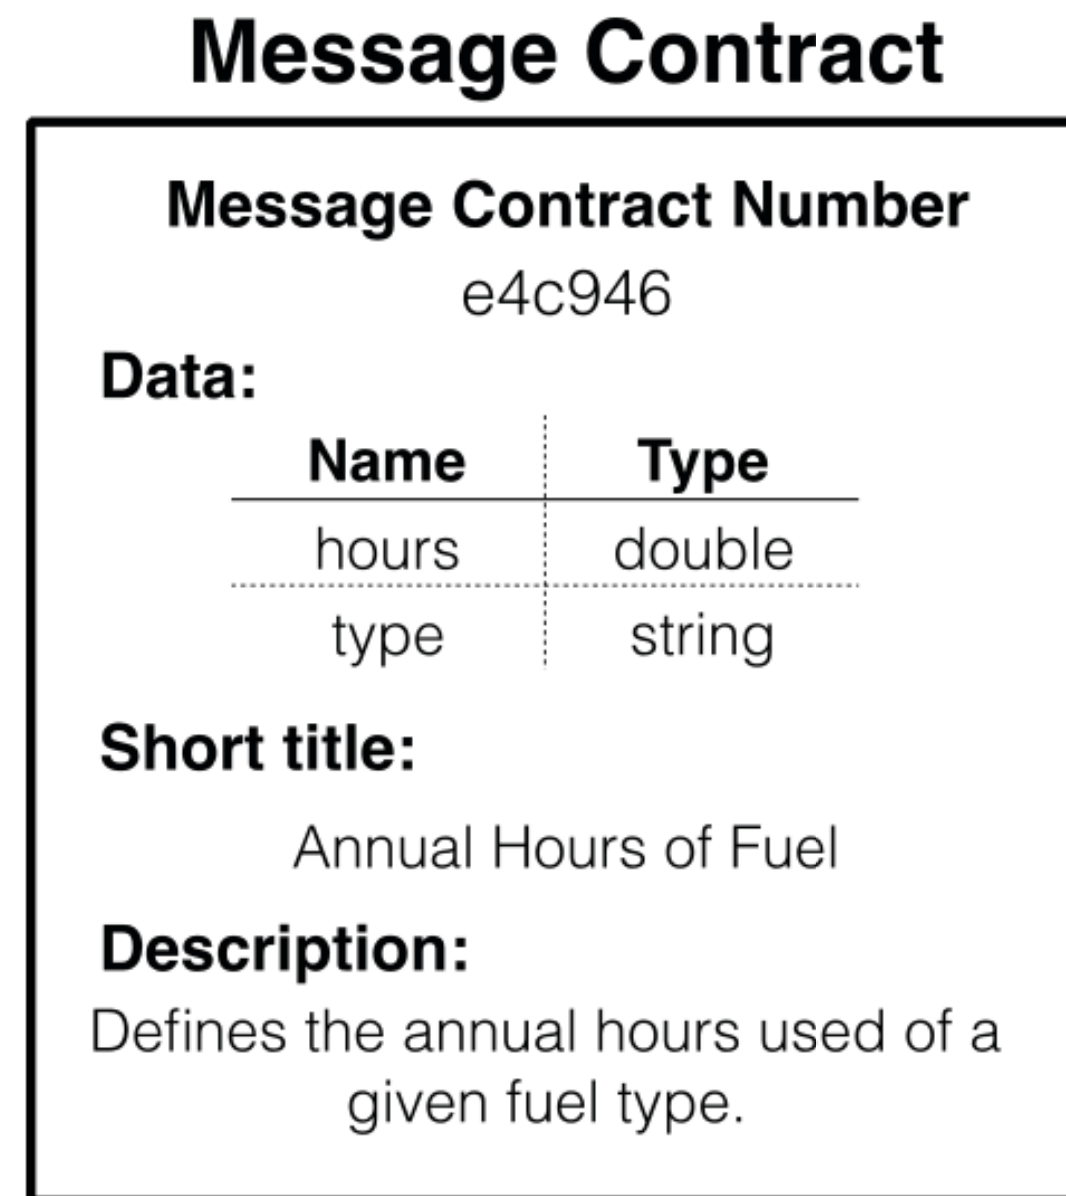 Message Contract
Message Contract Number
e4c946
Data:
Name Type
hours double
type string
Short title:
Annual Hours of Fuel
Description:
Defines the annual hours used of a
given fuel type.